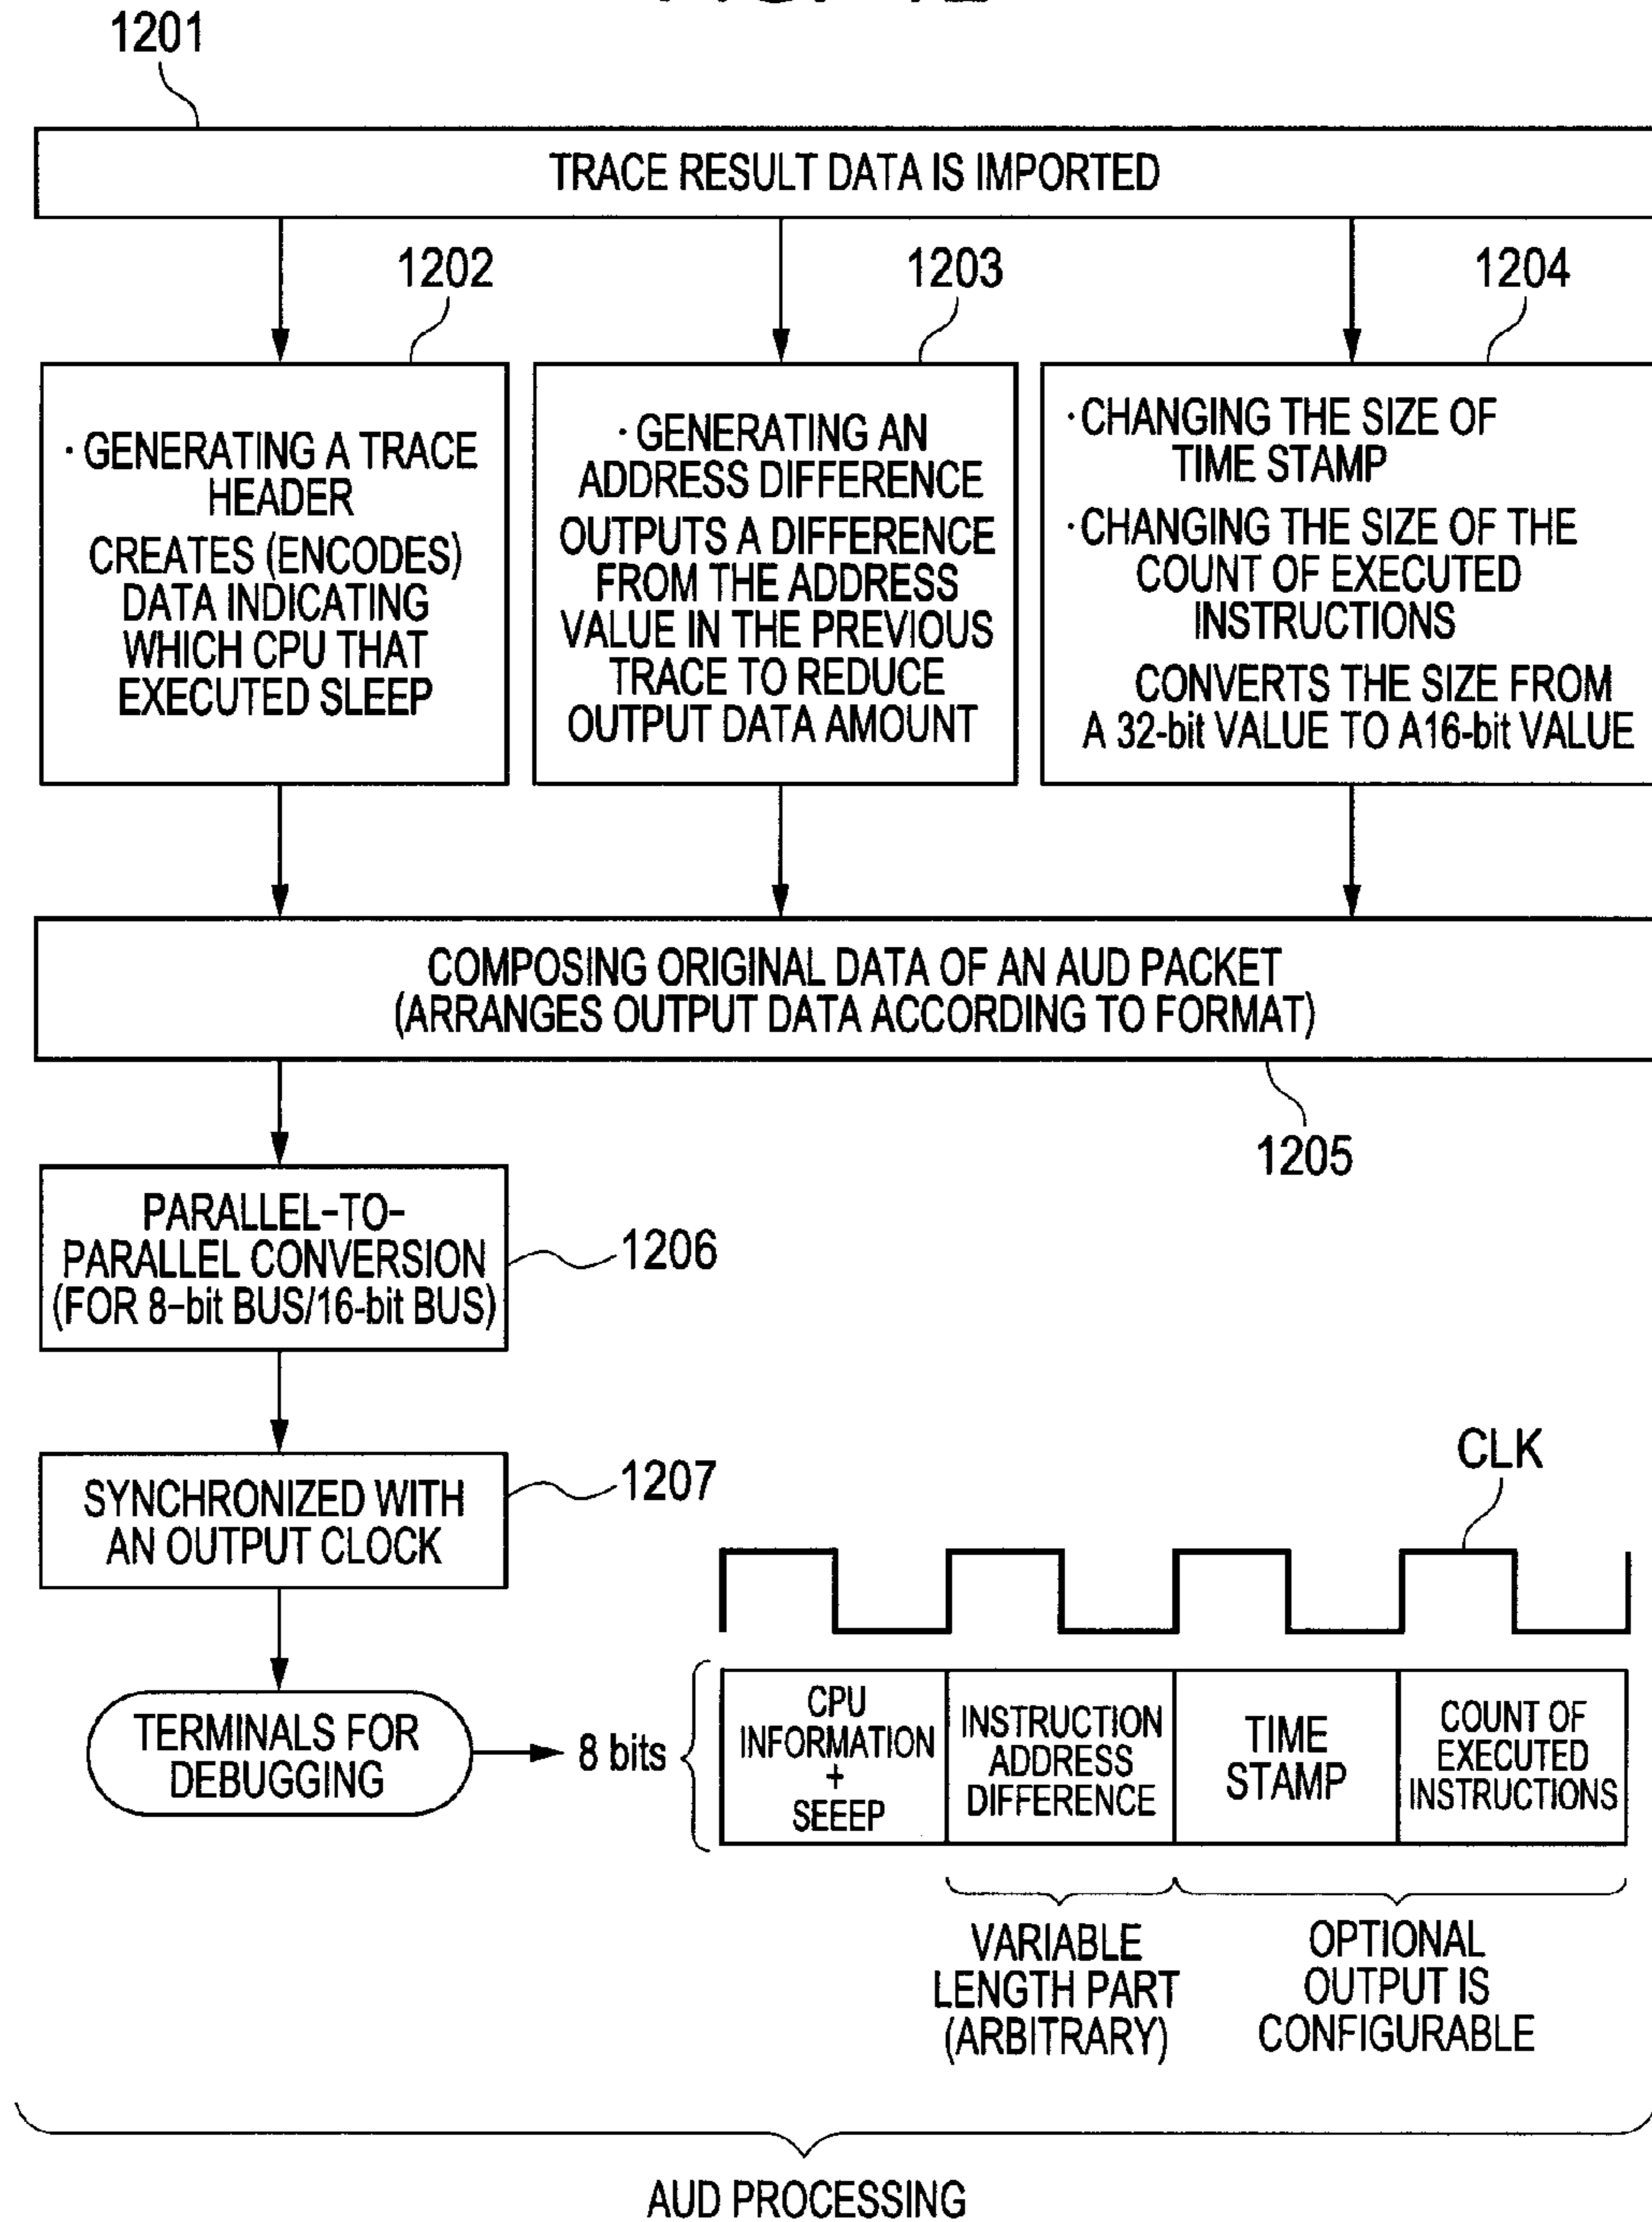 1201
TRACE RESULT DATA IS IMPORTED
1202
1203
1204
· GENERATING A TRACE
HEADER
CREATES (ENCODES)
DATA INDICATING
WHICH CPU THAT
EXECUTED SLEEP
· GENERATING AN
ADDRESS DIFFERENCE
OUTPUTS A DIFFERENCE
FROM THE ADDRESS
VALUE IN THE PREVIOUS
TRACE TO REDUCE
OUTPUT DATA AMOUNT
· CHANGING THE SIZE OF
TIME STAMP
· CHANGING THE SIZE OF THE
COUNT OF EXECUTED
INSTRUCTIONS
CONVERTS THE SIZE FROM
A 32-bit VALUE TO A16-bit VALUE
COMPOSING ORIGINAL DATA OF AN AUD PACKET
(ARRANGES OUTPUT DATA ACCORDING TO FORMAT)
1205
PARALLEL-TO-
PARALLEL CONVERSION
(FOR 8-bit BUS/16-bit BUS)
1206
SYNCHRONIZED WITH
AN OUTPUT CLOCK
1207
CLK
TERMINALS FOR
DEBUGGING
8 bits
CPU
INFORMATION
+
SEEEP
INSTRUCTION
ADDRESS
DIFFERENCE
TIME
STAMP
COUNT OF
EXECUTED
INSTRUCTIONS
VARIABLE
LENGTH PART
(ARBITRARY)
OPTIONAL
OUTPUT IS
CONFIGURABLE
AUD PROCESSING